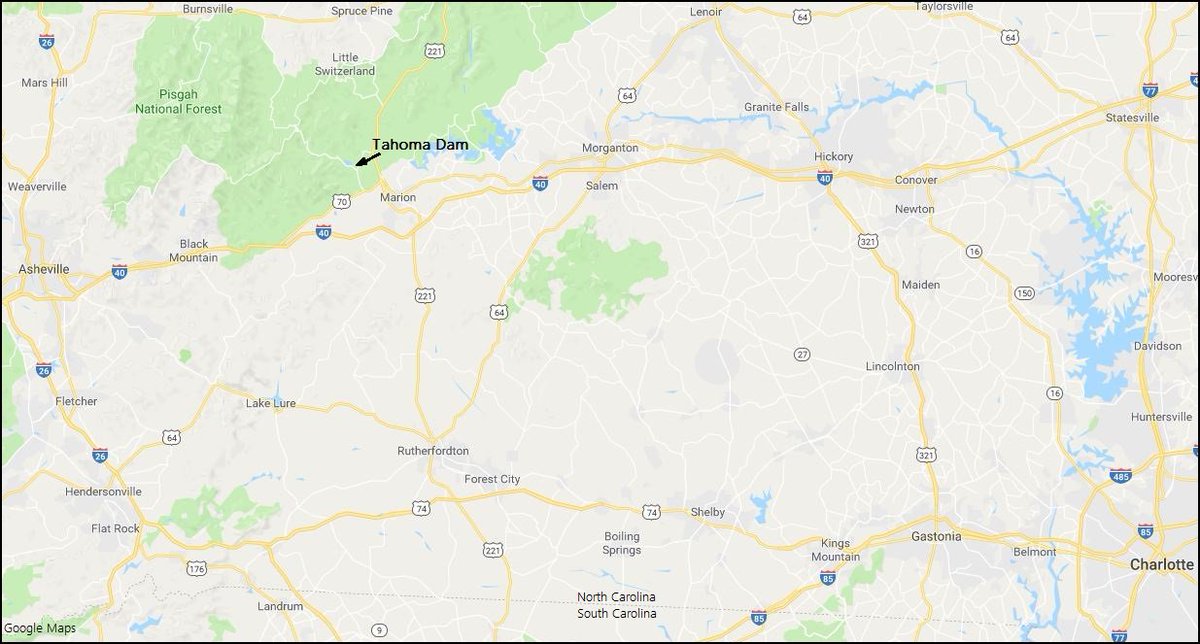 Burnsville
Spruce Pine
Lenoir
Taylorsville
64
64
26
221
Little
Switzerland
Mars Hill
77
Pisgah
National Forest
64
Granite Falls
Statesville
Tahoma Dam
Morganton
Hickory
Weaverville
40
Salem
40
Conover
70
Marion
Newton
40
321
Black
Mountain
16
Asheville
40
Mooresv
221
Maiden
150
64
26
27
Davidson
Lincolnton
16
Fletcher
Lake Lure
Huntersville
64
26
Rutherfordton
321
Forest City
485
Hendersonville
74
74
Shelby
Flat Rock
85
221
Boiling
Springs
Kings
Mountain
Gastonia
Belmont
Charlotte
176
85
North Carolina
South Carolina
Landrum
85
Google Maps
9
77